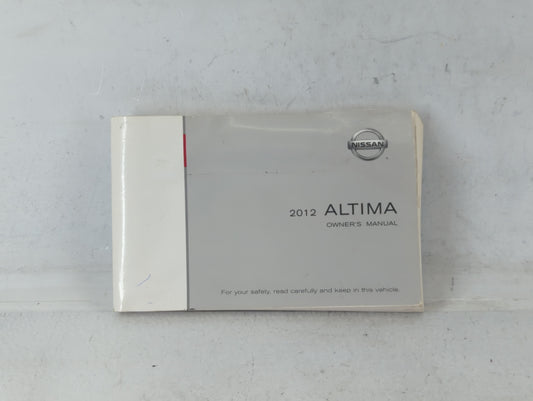 NISSAN
2012 ALTIMA
OWNER'S MANUAL
For your safety, read carefully and keep in this vehicle.